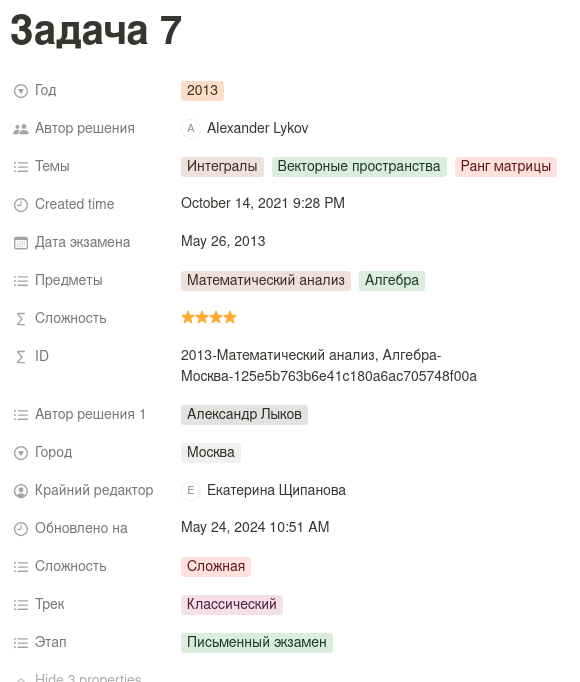 Задача 7
Год 2013
Автор решения A Alexander Lykov
Темы Интегралы Векторные пространства Ранг матрицы
Created time October 14, 2021 9:28 PM
Дата экзамена May 26, 2013
Предметы Математический анализ Алгебра
Сложность ⭐⭐⭐⭐
ID 2013-Математический анализ, Алгебра-
Москва-125e5b763b6e41c180a6ac705748f00a
Автор решения 1 Александр Лыков
Город Москва
Крайний редактор E Екатерина Щипанова
Обновлено на May 24, 2024 10:51 AM
Сложность Сложная
Трек Классический
Этап Письменный экзамен
Hide 3 properties